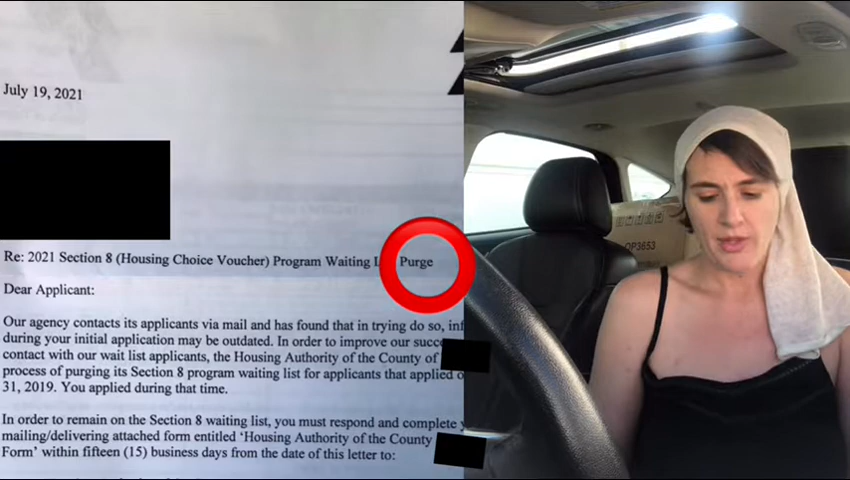 July 19, 2021
Re: 2021 Section 8 (Housing Choice Voucher) Program Waiting Purge
Dear Applicant:
Our agency contacts its applicants via mail and has found that in trying do so,
during your initial application may be outdated. In order to improve our
contact with our wait list applicants, the Housing Authority of the County of
process of purging its Section 8 program waiting list for applicants that applied
31, 2019. You applied during that time.
In order to remain on the Section 8 waiting list, you must respond and complete
mailing/delivering attached form entitled ‘Housing Authority of the County
Form’ within fifteen (15) business days from the date of this letter to:
QP3653